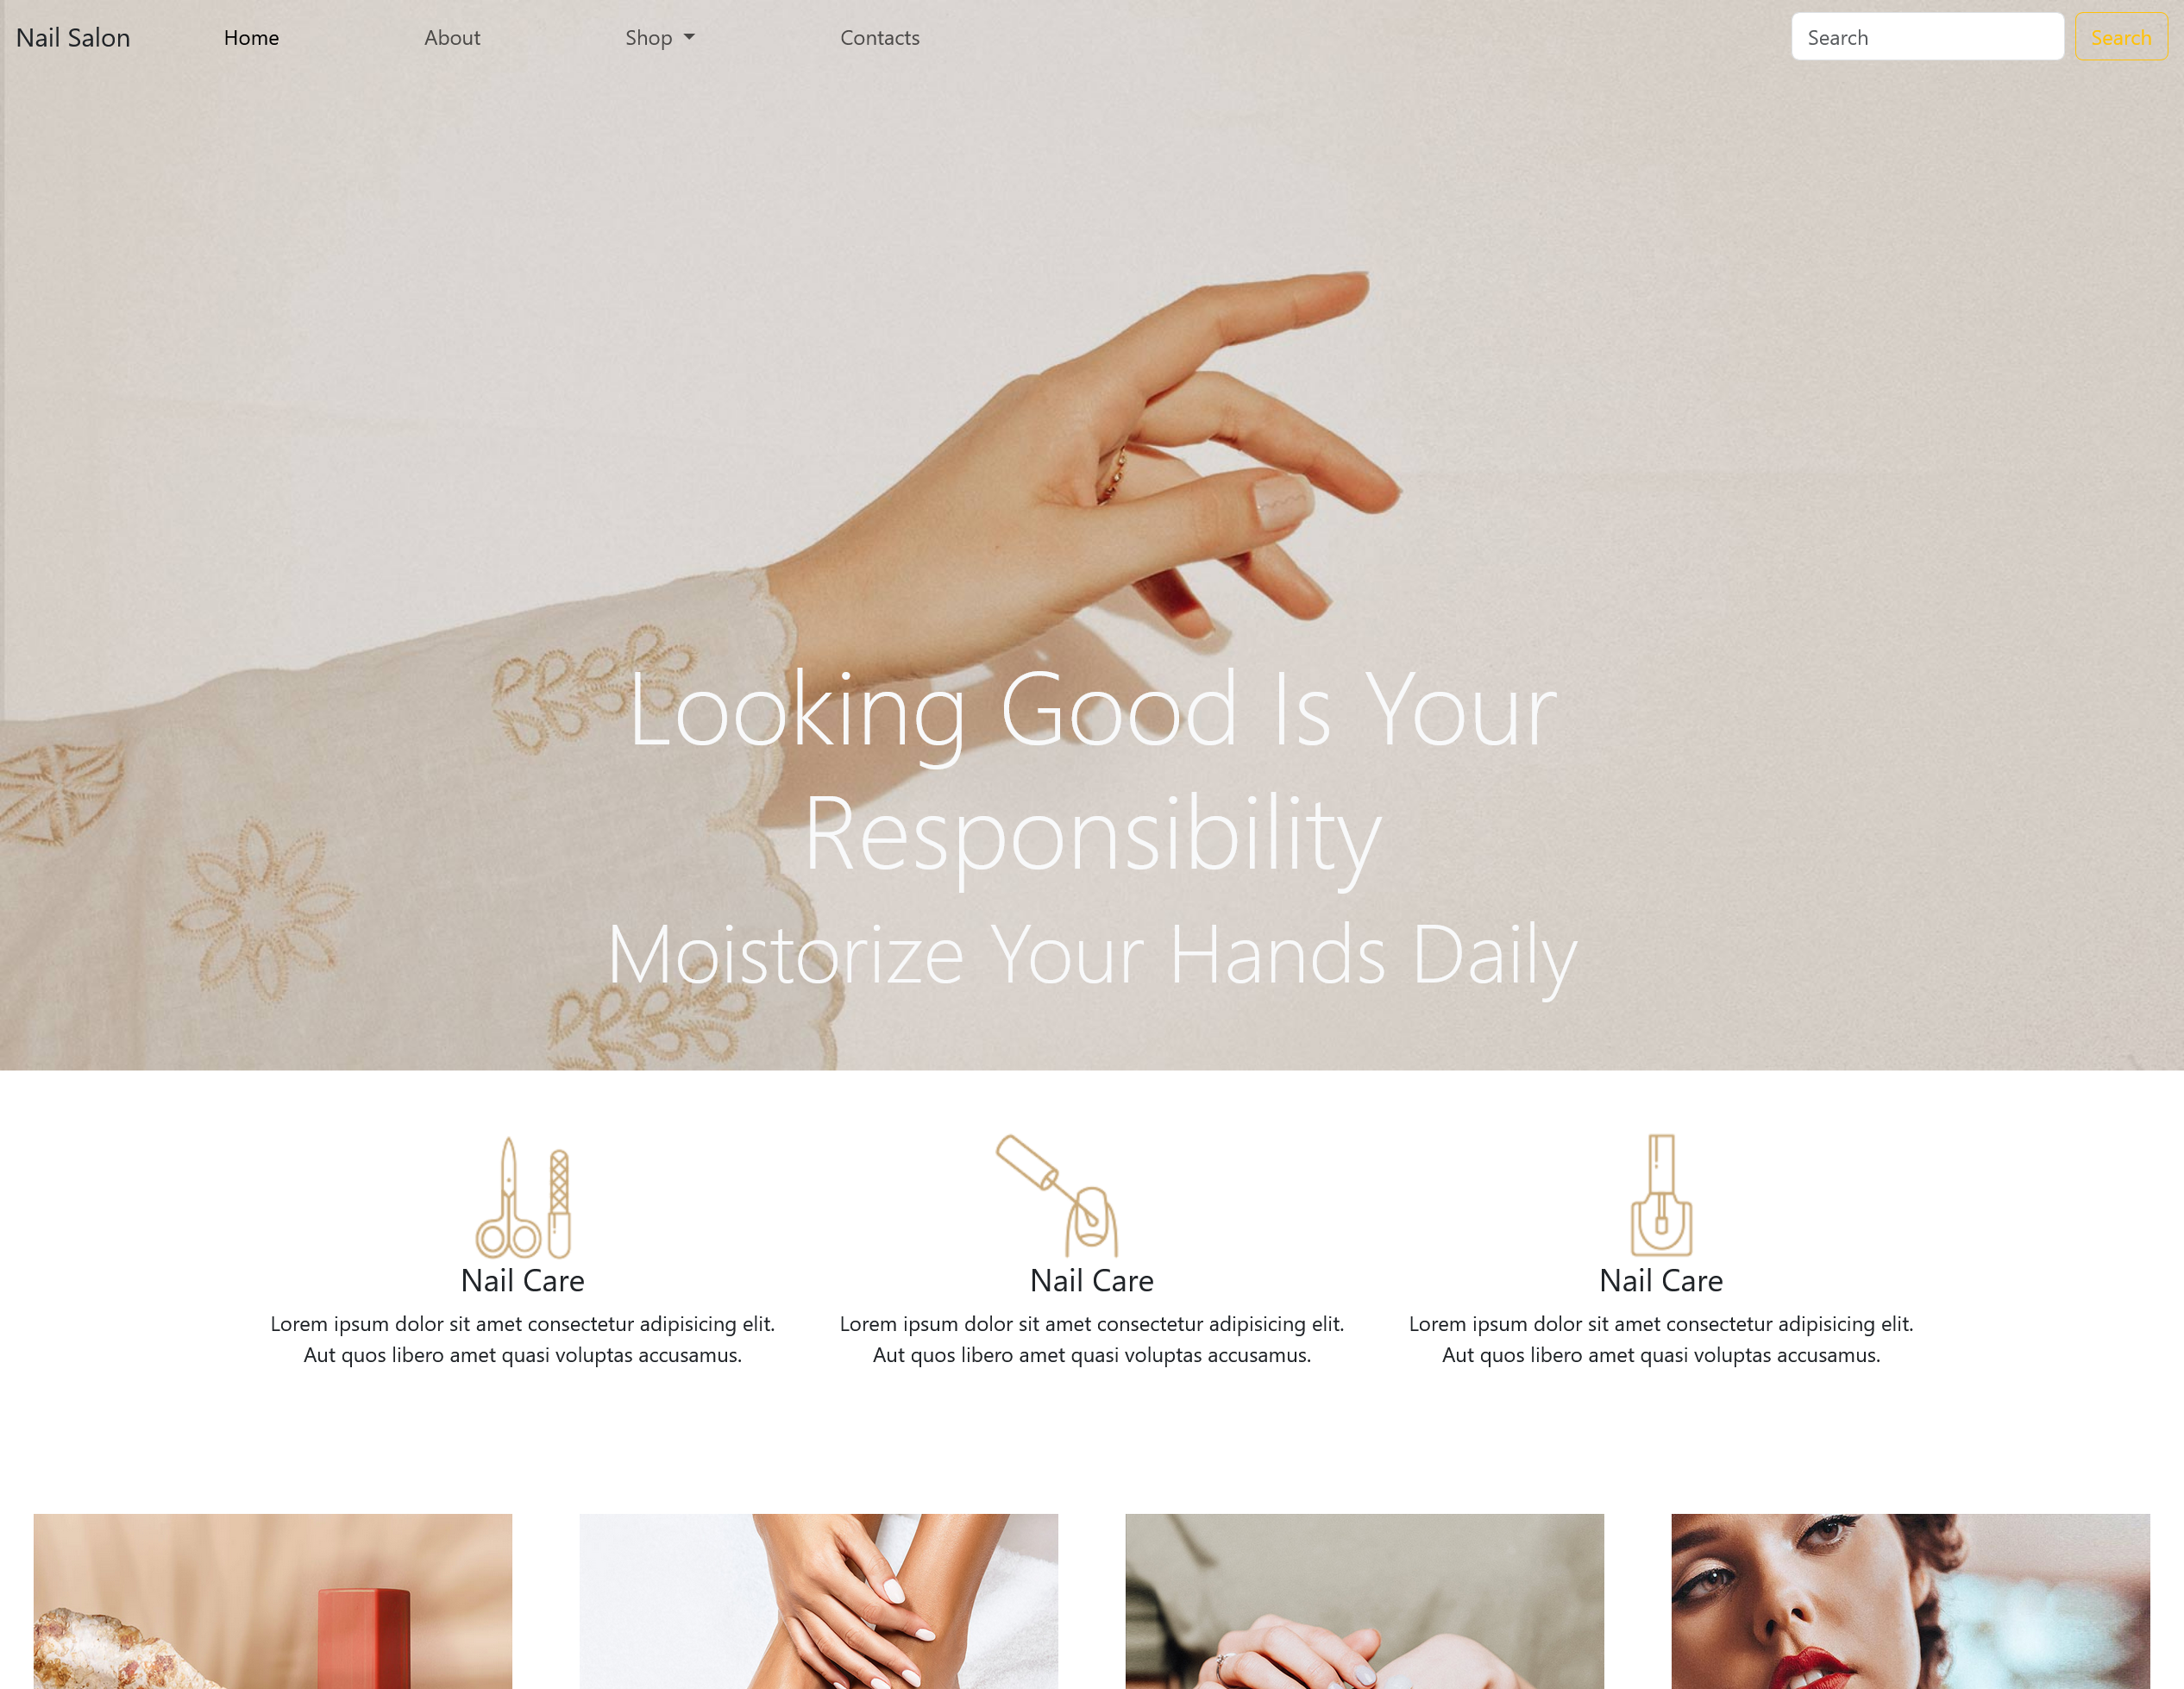 Nail Salon Home About Shop Contacts Search Search
Looking Good Is Your
Responsibility
Moistorize Your Hands Daily
Nail Care
Lorem ipsum dolor sit amet consectetur adipisicing elit.
Aut quos libero amet quasi voluptas accusamus.
Nail Care
Lorem ipsum dolor sit amet consectetur adipisicing elit.
Aut quos libero amet quasi voluptas accusamus.
Nail Care
Lorem ipsum dolor sit amet consectetur adipisicing elit.
Aut quos libero amet quasi voluptas accusamus.